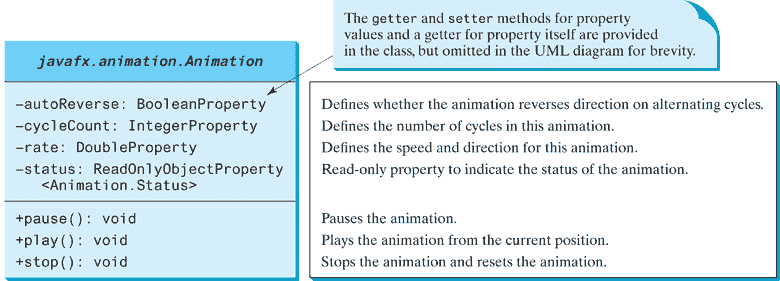 The getter and setter methods for property
values and a getter for property itself are provided
in the class, but omitted in the UML diagram for brevity.
javafx.animation.Animation
-autoReverse: BooleanProperty
Defines whether the animation reverses direction on alternating cycles.
-cycleCount: IntegerProperty
Defines the number of cycles in this animation.
-rate: DoubleProperty
Defines the speed and direction for this animation.
-status: ReadOnlyObjectProperty
Read-only property to indicate the status of the animation.
<Animation.Status>
+pause(): void
Pauses the animation.
+play(): void
Plays the animation from the current position.
+stop(): void
Stops the animation and resets the animation.